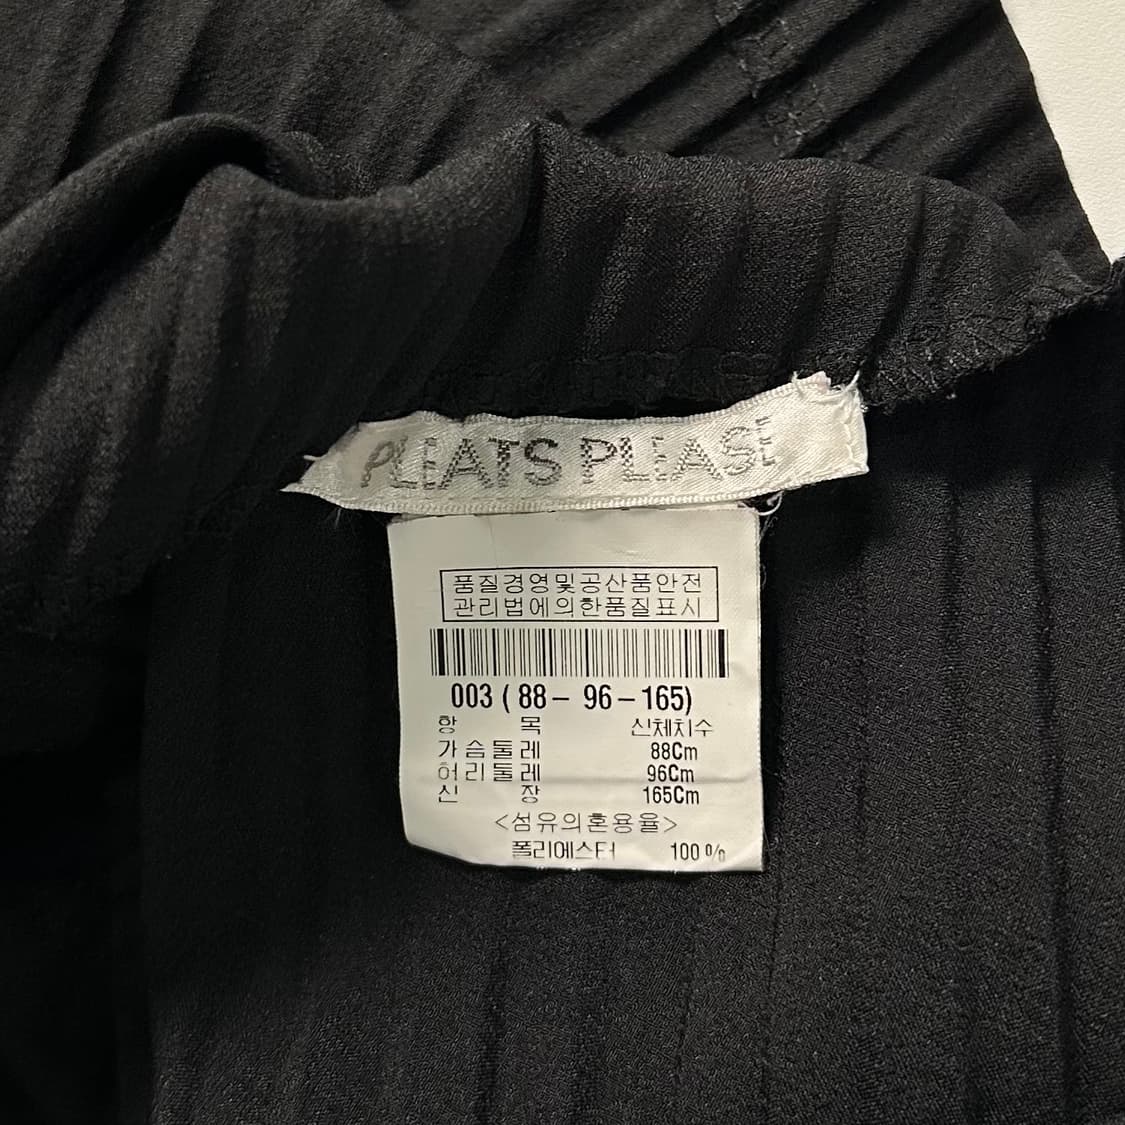 PLEATS PLEASE
품질경영및공산품안전
관리법에의한품질표시
003 ( 88 – 96 – 165)
항 목 신체치수
가슴둘레 88Cm
허리둘레 96Cm
신 장 165Cm
<섬유의혼용율>
폴리에스터 100 %